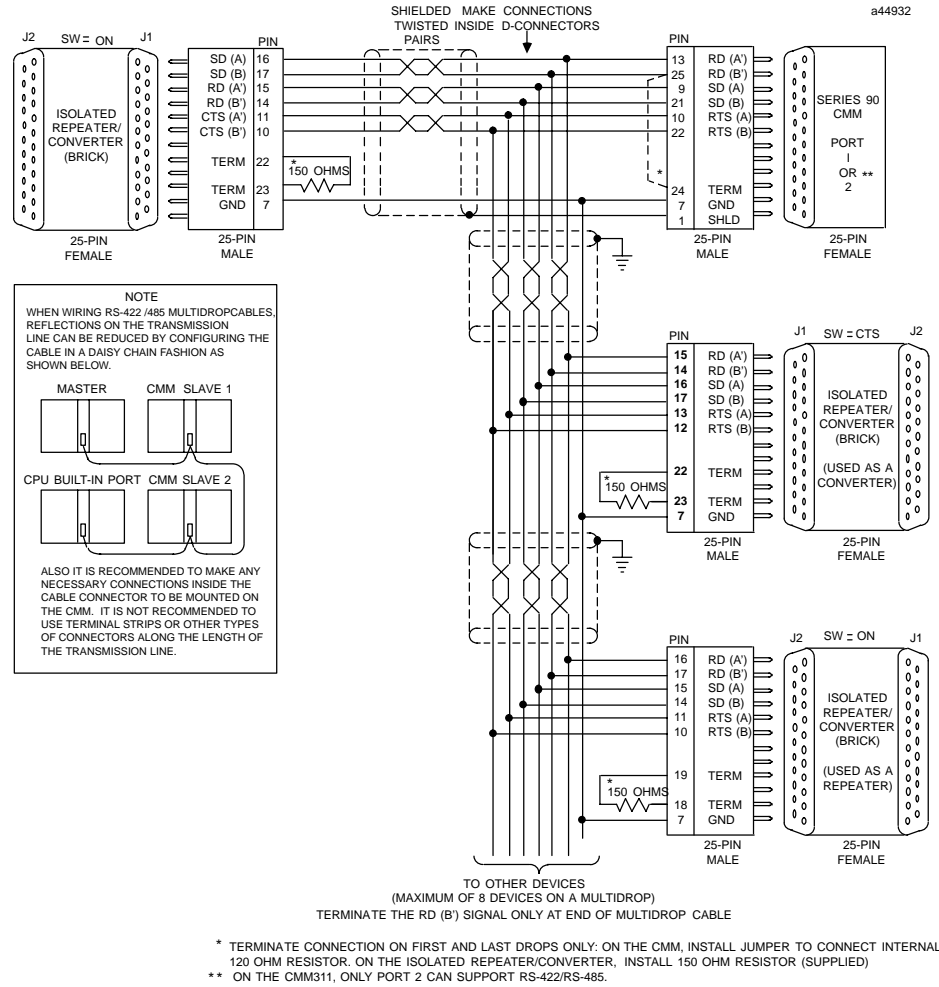 SHIELDED MAKE CONNECTIONS
TWISTED INSIDE D-CONNECTORS
PAIRS
a44932
J2 SW = ON J1
PIN
SD (A) 16
SD (B) 17
RD (A') 15
RD (B') 14
CTS (A') 11
CTS (B') 10
TERM 22
TERM 23
GND 7
*
150 OHMS
ISOLATED
REPEATER/
CONVERTER
(BRICK)
25-PIN
FEMALE
25-PIN
MALE
PIN
13 RD (A')
25 RD (B')
9 SD (A)
21 SD (B)
10 RTS (A)
22 RTS (B)
*
24 TERM
7 GND
1 SHLD
25-PIN
MALE
SERIES 90
CMM
PORT
I
OR **
2
25-PIN
FEMALE
NOTE
WHEN WIRING RS-422 /485 MULTIDROPCABLES,
REFLECTIONS ON THE TRANSMISSION
LINE CAN BE REDUCED BY CONFIGURING THE
CABLE IN A DAISY CHAIN FASHION AS
SHOWN BELOW.
MASTER CMM SLAVE 1
CPU BUILT-IN PORT CMM SLAVE 2
ALSO IT IS RECOMMENDED TO MAKE ANY
NECESSARY CONNECTIONS INSIDE THE
CABLE CONNECTOR TO BE MOUNTED ON
THE CMM. IT IS NOT RECOMMENDED TO
USE TERMINAL STRIPS OR OTHER TYPES
OF CONNECTORS ALONG THE LENGTH OF
THE TRANSMISSION LINE.
PIN
15 RD (A')
14 RD (B')
16 SD (A)
17 SD (B)
13 RTS (A)
12 RTS (B)
22 TERM
*
150 OHMS
23 TERM
7 GND
25-PIN
MALE
J1 SW = CTS J2
ISOLATED
REPEATER/
CONVERTER
(BRICK)
(USED AS A
CONVERTER)
25-PIN
FEMALE
PIN
16 RD (A')
17 RD (B')
15 SD (A)
14 SD (B)
11 RTS (A)
10 RTS (B)
19 TERM
*
150 OHMS
18 TERM
7 GND
25-PIN
MALE
J2 SW = ON J1
ISOLATED
REPEATER/
CONVERTER
(BRICK)
(USED AS A
REPEATER)
25-PIN
FEMALE
TO OTHER DEVICES
(MAXIMUM OF 8 DEVICES ON A MULTIDROP)
TERMINATE THE RD (B') SIGNAL ONLY AT END OF MULTIDROP CABLE
* TERMINATE CONNECTION ON FIRST AND LAST DROPS ONLY: ON THE CMM, INSTALL JUMPER TO CONNECT INTERNAL
120 OHM RESISTOR. ON THE ISOLATED REPEATER/CONVERTER, INSTALL 150 OHM RESISTOR (SUPPLIED)
** ON THE CMM311, ONLY PORT 2 CAN SUPPORT RS-422/RS-485.